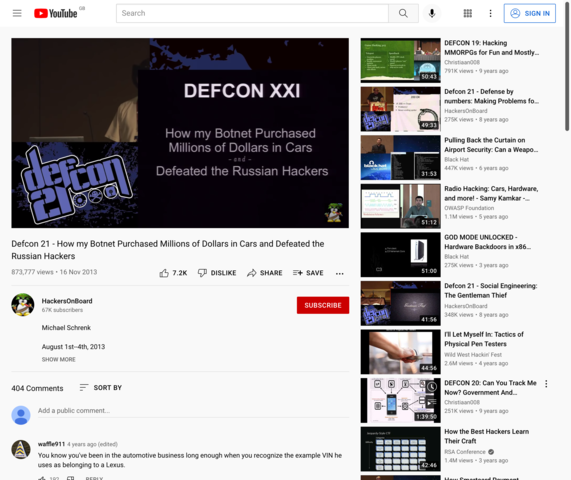 YouTube GB
Search
SIGN IN
DEFCON XXI
How my Botnet Purchased
Millions of Dollars in Cars
- and -
Defeated the Russian Hackers
defcon
21
Defcon 21 - How my Botnet Purchased Millions of Dollars in Cars and Defeated the
Russian Hackers
873,777 views • 16 Nov 2013
7.2K
DISLIKE
SHARE
SAVE
HackersOnBoard
67K subscribers
SUBSCRIBE
Michael Schrenk
August 1st–4th, 2013
SHOW MORE
404 Comments
SORT BY
Add a public comment...
waffle911 4 years ago (edited)
You know you've been in the automotive business long enough when you recognize the example VIN he
uses as belonging to a Lexus.
192
REPLY
DEFCON 19: Hacking
MMORPGs for Fun and Mostly...
Christiaan008
791K views • 9 years ago
50:43
Defcon 21 - Defense by
numbers: Making Problems fo...
HackersOnBoard
275K views • 8 years ago
49:33
Pulling Back the Curtain on
Airport Security: Can a Weapo...
Black Hat
447K views • 6 years ago
31:53
Radio Hacking: Cars, Hardware,
and more! - Samy Kamkar -...
OWASP Foundation
1.1M views • 5 years ago
51:12
GOD MODE UNLOCKED -
Hardware Backdoors in x86...
Black Hat
275K views • 3 years ago
51:00
Defcon 21 - Social Engineering:
The Gentleman Thief
HackersOnBoard
348K views • 8 years ago
41:56
I'll Let Myself In: Tactics of
Physical Pen Testers
Wild West Hackin' Fest
2.6M views • 4 years ago
44:56
DEFCON 20: Can You Track Me
Now? Government And...
Christiaan008
251K views • 9 years ago
1:39:50
How the Best Hackers Learn
Their Craft
RSA Conference
1.4M views • 3 years ago
42:46